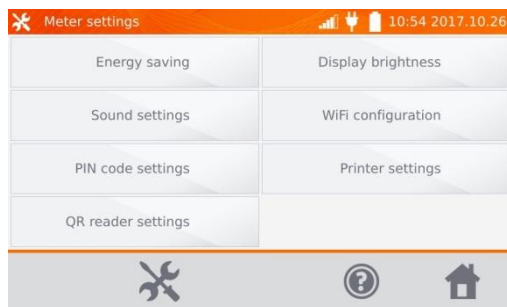 Meter settings 10:54 2017.10.26
Energy saving Display brightness
Sound settings WiFi configuration
PIN code settings Printer settings
QR reader settings
?